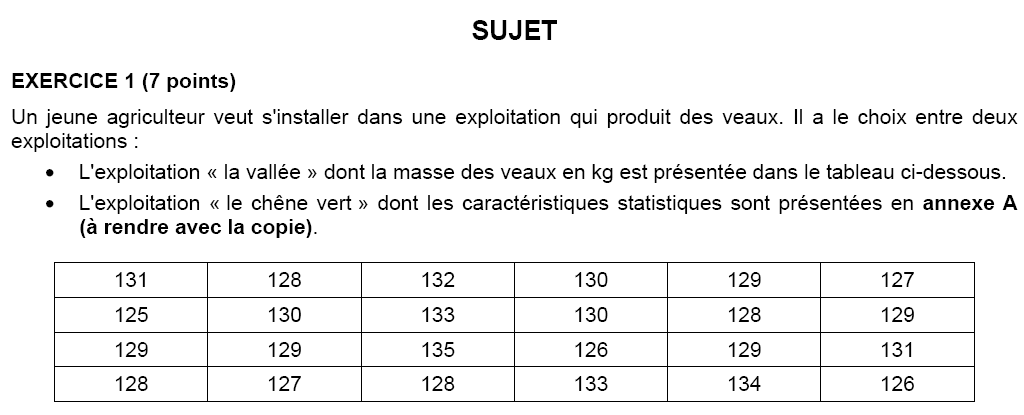 SUJET
EXERCICE 1 (7 points)
Un jeune agriculteur veut s'installer dans une exploitation qui produit des veaux. Il a le choix entre deux
exploitations :
• L'exploitation « la vallée » dont la masse des veaux en kg est présentée dans le tableau ci-dessous.
• L'exploitation « le chêne vert » dont les caractéristiques statistiques sont présentées en annexe A
(à rendre avec la copie).
131 128 132 130 129 127
125 130 133 130 128 129
129 129 135 126 129 131
128 127 128 133 134 126